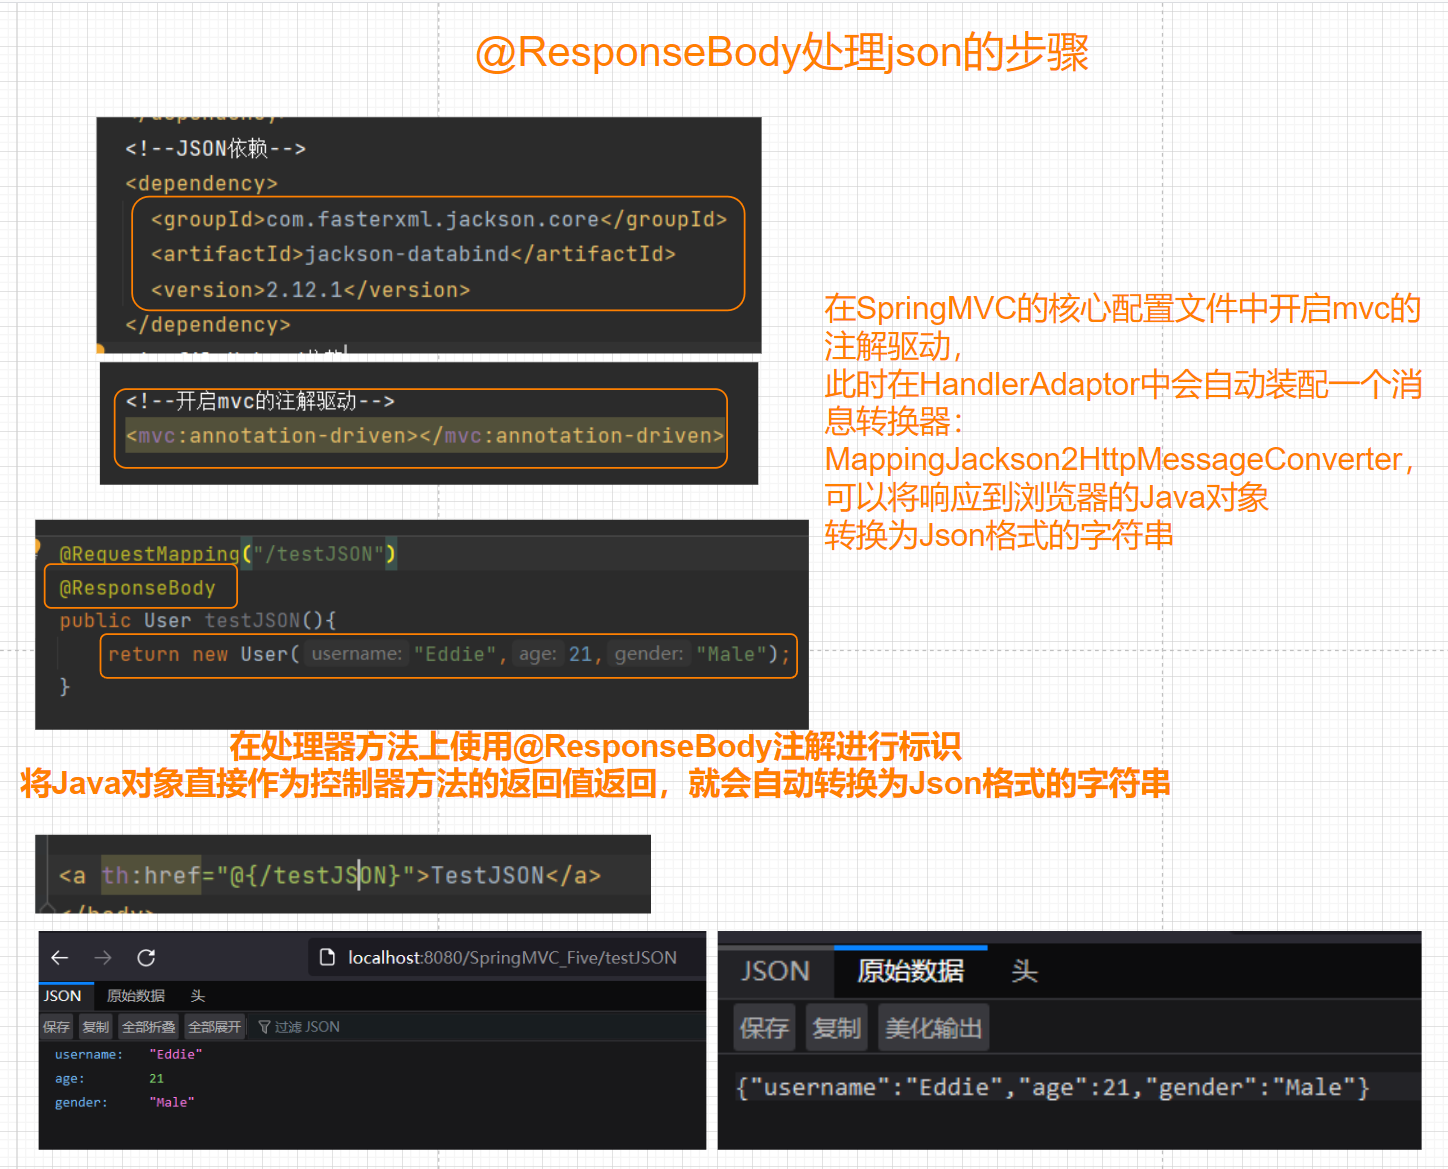 @ResponseBody处理json的步骤
<!--JSON依赖-->
<dependency>
<groupId>com.fasterxml.jackson.core</groupId>
<artifactId>jackson-databind</artifactId>
<version>2.12.1</version>
</dependency>
<!--开启mvc的注解驱动-->
<mvc:annotation-driven></mvc:annotation-driven>
在SpringMVC的核心配置文件中开启mvc的
注解驱动，
此时在HandlerAdaptor中会自动装配一个消
息转换器：
MappingJackson2HttpMessageConverter，
可以将响应到浏览器的Java对象
转换为Json格式的字符串
@RequestMapping("/testJSON")
@ResponseBody
public User testJSON(){
return new User( username: "Eddie", age: 21, gender: "Male");
}
在处理器方法上使用@ResponseBody注解进行标识
将Java对象直接作为控制器方法的返回值返回，就会自动转换为Json格式的字符串
<a th:href="@{/testJSON}">TestJSON</a>
</body>
localhost:8080/SpringMVC_Five/testJSON
JSON 原始数据 头
保存 复制 全部折叠 全部展开 过滤 JSON
username: "Eddie"
age: 21
gender: "Male"
JSON 原始数据 头
保存 复制 美化输出
{"username":"Eddie","age":21,"gender":"Male"}